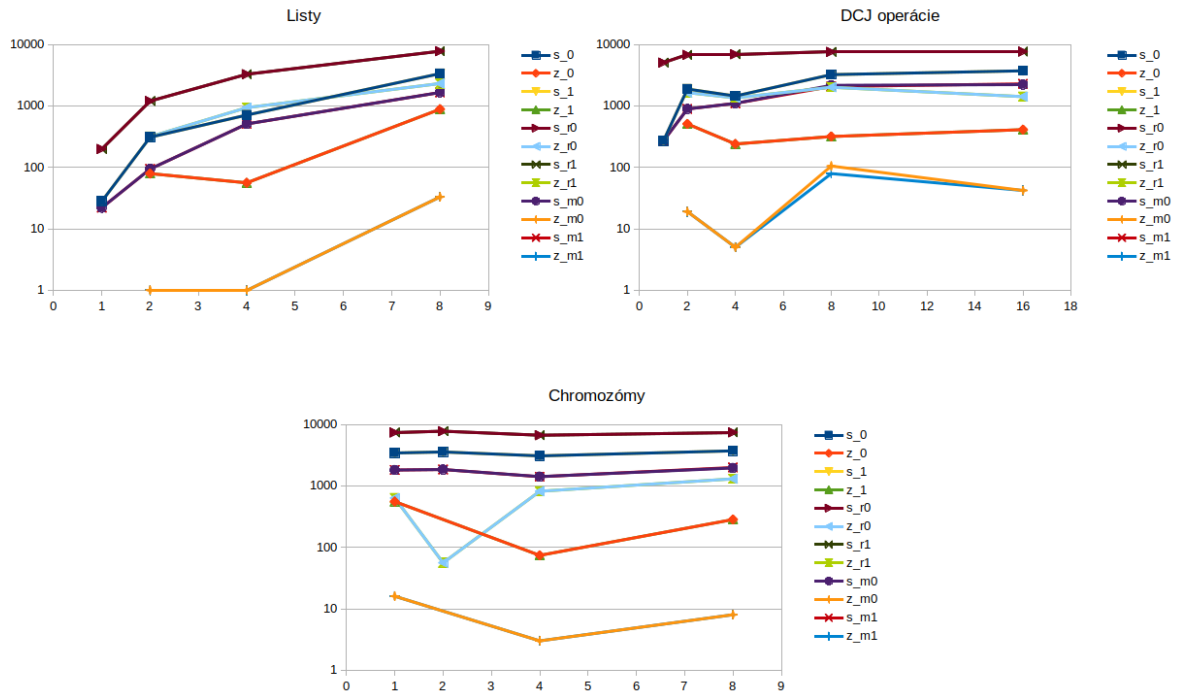 Listy
10000
1000
100
10
1
0 1 2 3 4 5 6 7 8 9
s_0
z_0
s_1
z_1
s_r0
z_r0
s_r1
z_r1
s_m0
z_m0
s_m1
z_m1
DCJ operácie
10000
1000
100
10
1
0 2 4 6 8 10 12 14 16 18
s_0
z_0
s_1
z_1
s_r0
z_r0
s_r1
z_r1
s_m0
z_m0
s_m1
z_m1
Chromozómy
10000
1000
100
10
1
0 1 2 3 4 5 6 7 8 9
s_0
z_0
s_1
z_1
s_r0
z_r0
s_r1
z_r1
s_m0
z_m0
s_m1
z_m1